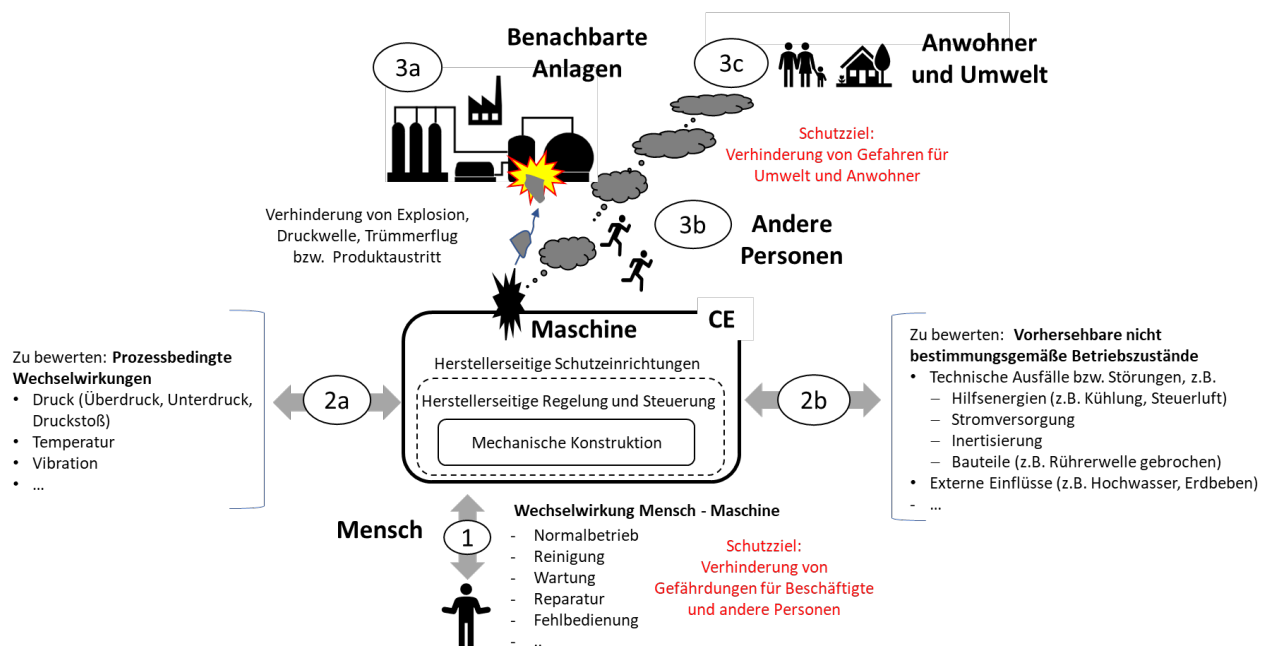 3a
Benachbarte
Anlagen
3c
Anwohner
und Umwelt
Schutzziel:
Verhinderung von Gefahren für
Umwelt und Anwohner
Verhinderung von Explosion,
Druckwelle, Trümmerflug
bzw. Produktaustritt
3b
Andere
Personen
Maschine
CE
Herstellerseitige Schutzeinrichtungen
Herstellerseitige Regelung und Steuerung
Mechanische Konstruktion
Zu bewerten: Prozessbedingte
Wechselwirkungen
• Druck (Überdruck, Unterdruck,
Druckstoß)
• Temperatur
• Vibration
• ...
2a
2b
Zu bewerten: Vorhersehbare nicht
bestimmungsgemäße Betriebszustände
• Technische Ausfälle bzw. Störungen, z.B.
– Hilfsenergien (z.B. Kühlung, Steuerluft)
– Stromversorgung
– Inertisierung
– Bauteile (z.B. Rührerwelle gebrochen)
• Externe Einflüsse (z.B. Hochwasser, Erdbeben)
- ...
Mensch
1
Wechselwirkung Mensch - Maschine
- Normalbetrieb
- Reinigung
- Wartung
- Reparatur
- Fehlbedienung
- ..
Schutzziel:
Verhinderung von
Gefährdungen für Beschäftigte
und andere Personen